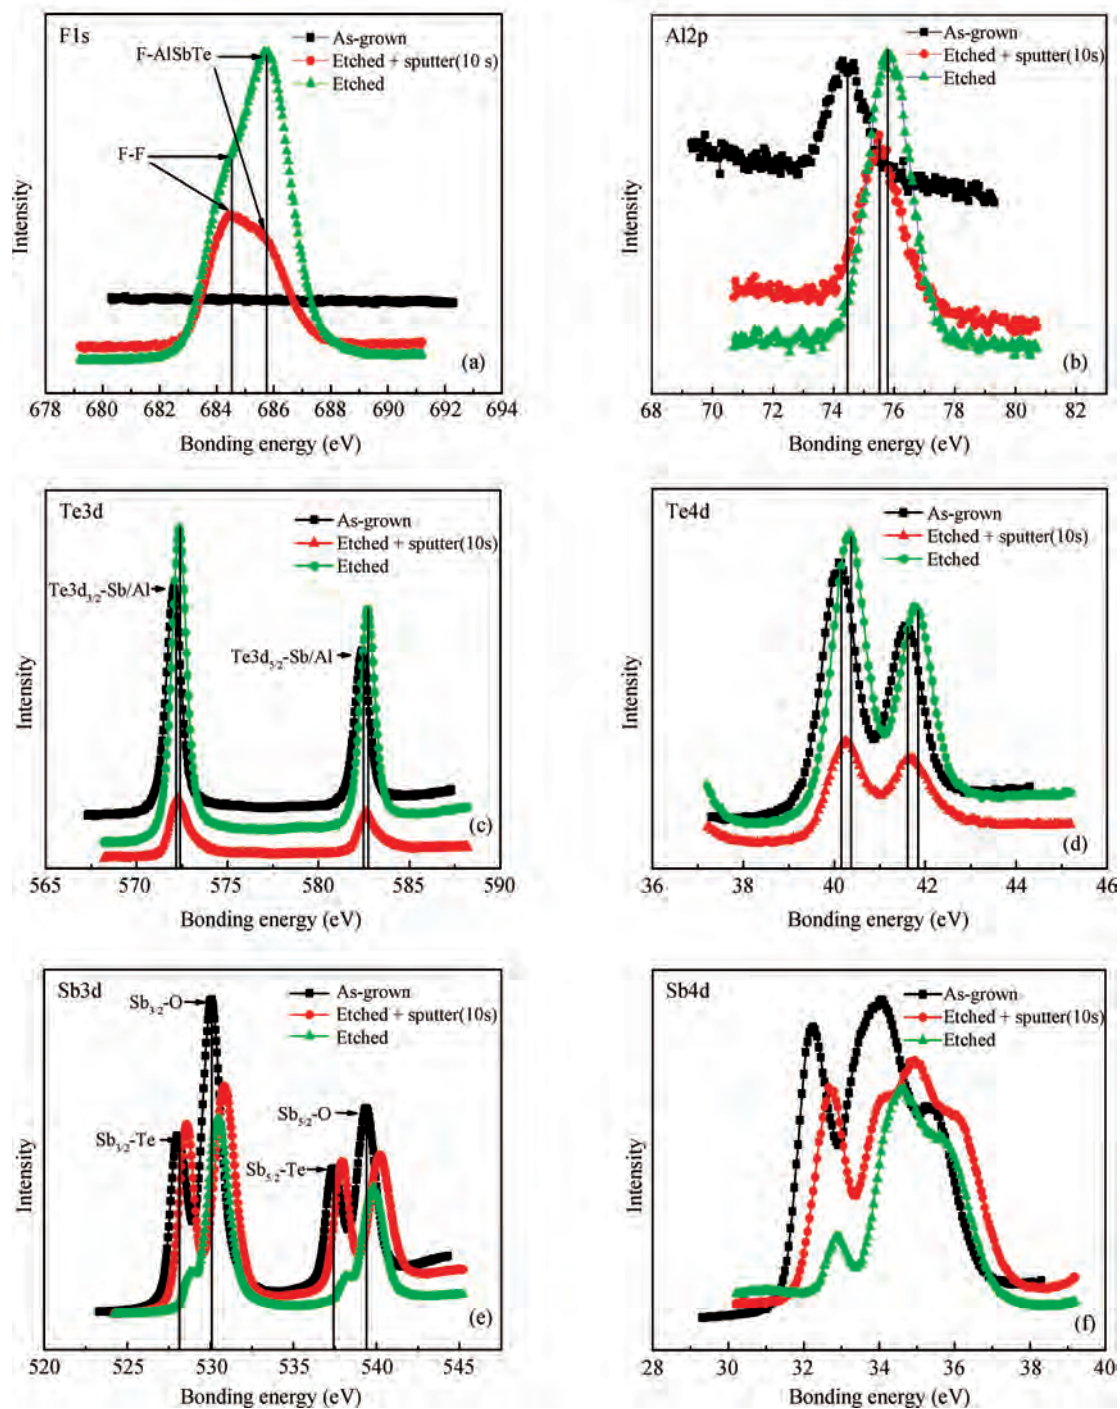 F1s
As-grown
Etched + sputter(10 s)
Etched
F-AlSbTe
F-F
Intensity
(a)
678 680 682 684 686 688 690 692 694
Bonding energy (eV)
Al2p
As-grown
Etched + sputter(10s)
Etched
Intensity
(b)
68 70 72 74 76 78 80 82
Bonding energy (eV)
Te3d
As-grown
Etched + sputter(10s)
Etched
Te3d3/2-Sb/Al
Te3d5/2-Sb/Al
Intensity
(c)
565 570 575 580 585 590
Bonding energy (eV)
Te4d
As-grown
Etched + sputter(10s)
Etched
Intensity
(d)
36 38 40 42 44 46
Bonding energy (eV)
Sb3d
As-grown
Etched + sputter(10s)
Etched
Sb3/2-O
Sb3/2-Te
Sb5/2-O
Sb5/2-Te
Intensity
(e)
520 525 530 535 540 545
Bonding energy (eV)
Sb4d
As-grown
Etched + sputter(10s)
Etched
Intensity
(f)
28 30 32 34 36 38 40
Bonding energy (eV)